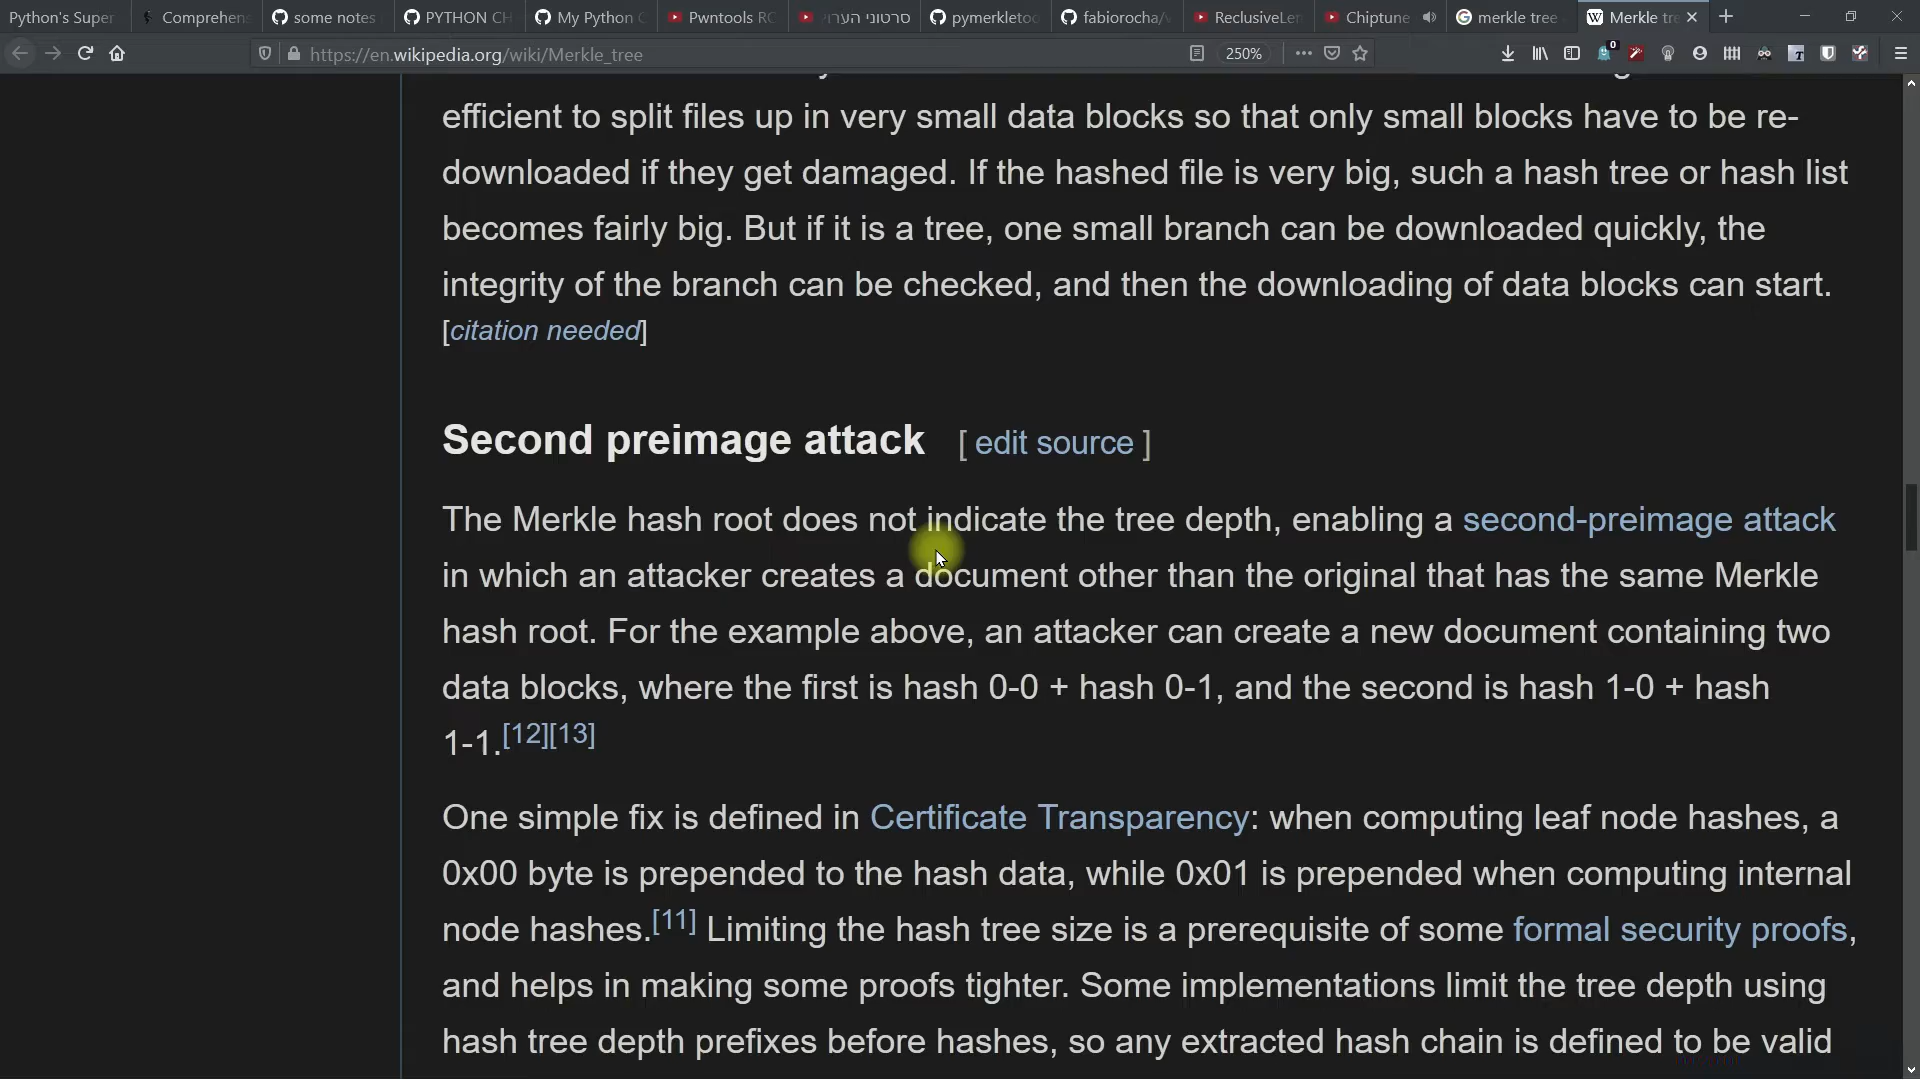 Python's Super
Comprehens
some notes
PYTHON CH
My Python C
Pwntools RO
סרטוני הערוץ
pymerkletoo
fabiorocha/
ReclusiveLer
Chiptune
merkle tree
Merkle tre
https://en.wikipedia.org/wiki/Merkle_tree
250%
0
efficient to split files up in very small data blocks so that only small blocks have to be re-
downloaded if they get damaged. If the hashed file is very big, such a hash tree or hash list
becomes fairly big. But if it is a tree, one small branch can be downloaded quickly, the
integrity of the branch can be checked, and then the downloading of data blocks can start.
[citation needed]
Second preimage attack [ edit source ]
The Merkle hash root does not indicate the tree depth, enabling a second-preimage attack
in which an attacker creates a document other than the original that has the same Merkle
hash root. For the example above, an attacker can create a new document containing two
data blocks, where the first is hash 0-0 + hash 0-1, and the second is hash 1-0 + hash
1-1.[12][13]
One simple fix is defined in Certificate Transparency: when computing leaf node hashes, a
0x00 byte is prepended to the hash data, while 0x01 is prepended when computing internal
node hashes.[11] Limiting the hash tree size is a prerequisite of some formal security proofs,
and helps in making some proofs tighter. Some implementations limit the tree depth using
hash tree depth prefixes before hashes, so any extracted hash chain is defined to be valid